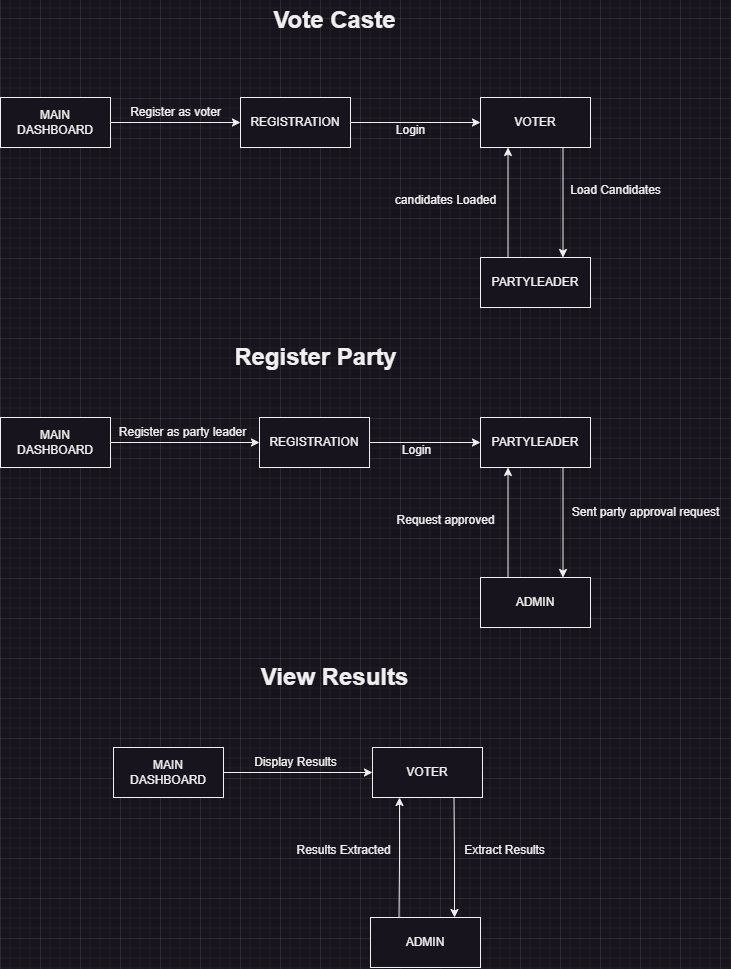 Vote Caste
MAIN
DASHBOARD
Register as voter
REGISTRATION
Login
VOTER
candidates Loaded
Load Candidates
PARTYLEADER
Register Party
MAIN
DASHBOARD
Register as party leader
REGISTRATION
Login
PARTYLEADER
Request approved
Sent party approval request
ADMIN
View Results
MAIN
DASHBOARD
Display Results
VOTER
Results Extracted
Extract Results
ADMIN